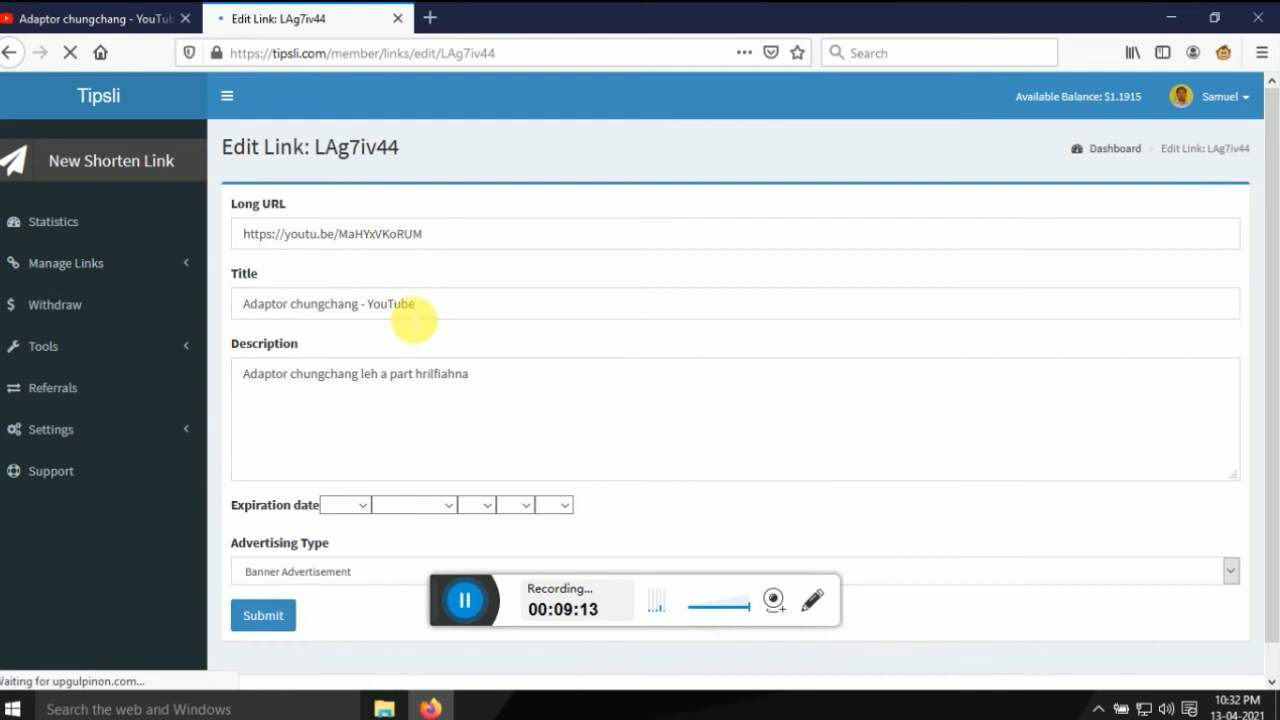 Adaptor chungchang - YouTub
Edit Link: LAg7iv44
https://tipsli.com/member/links/edit/LAg7iv44
Search
Tipsli
Available Balance: $1.1915
Samuel
New Shorten Link
Edit Link: LAg7iv44
Dashboard > Edit Link: LAg7iv44
Statistics
Manage Links
Withdraw
Tools
Referrals
Settings
Support
Long URL
https://youtu.be/MaHYxVKoRUM
Title
Adaptor chungchang - YouTube
Description
Adaptor chungchang leh a part hrilfiahna
Expiration date
Advertising Type
Banner Advertisement
Submit
Recording...
00:09:13
Waiting for upgulpinon.com...
Search the web and Windows
10:32 PM
13-04-2021